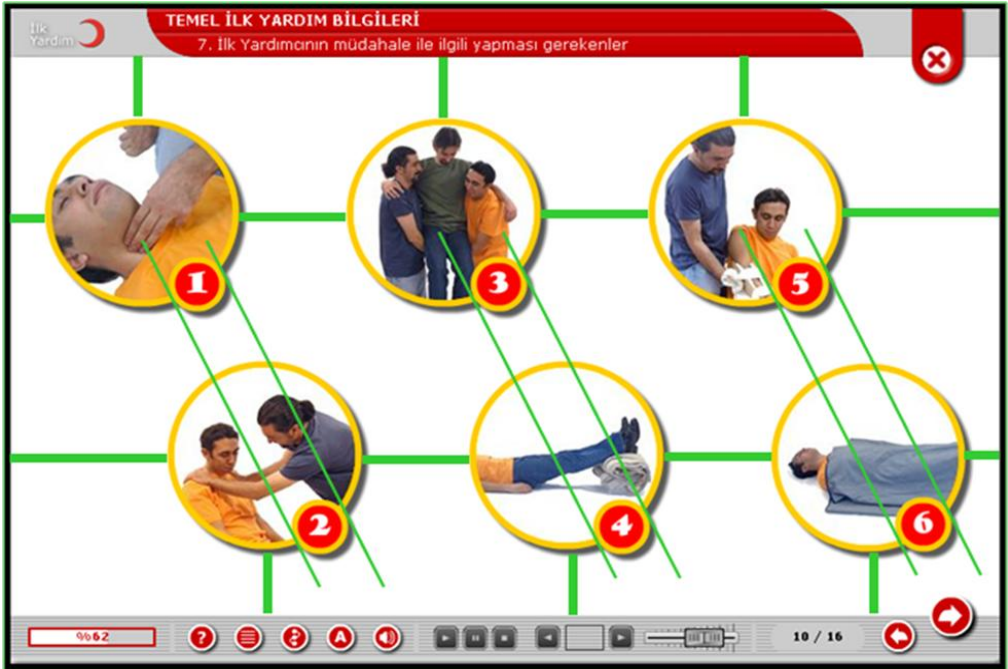 İlk
Yardım
TEMEL İLK YARDIM BİLGİLERİ
7. İlk Yardımcının müdahale ile ilgili yapması gerekenler
1
3
5
2
4
6
%62
?
A
10 / 16